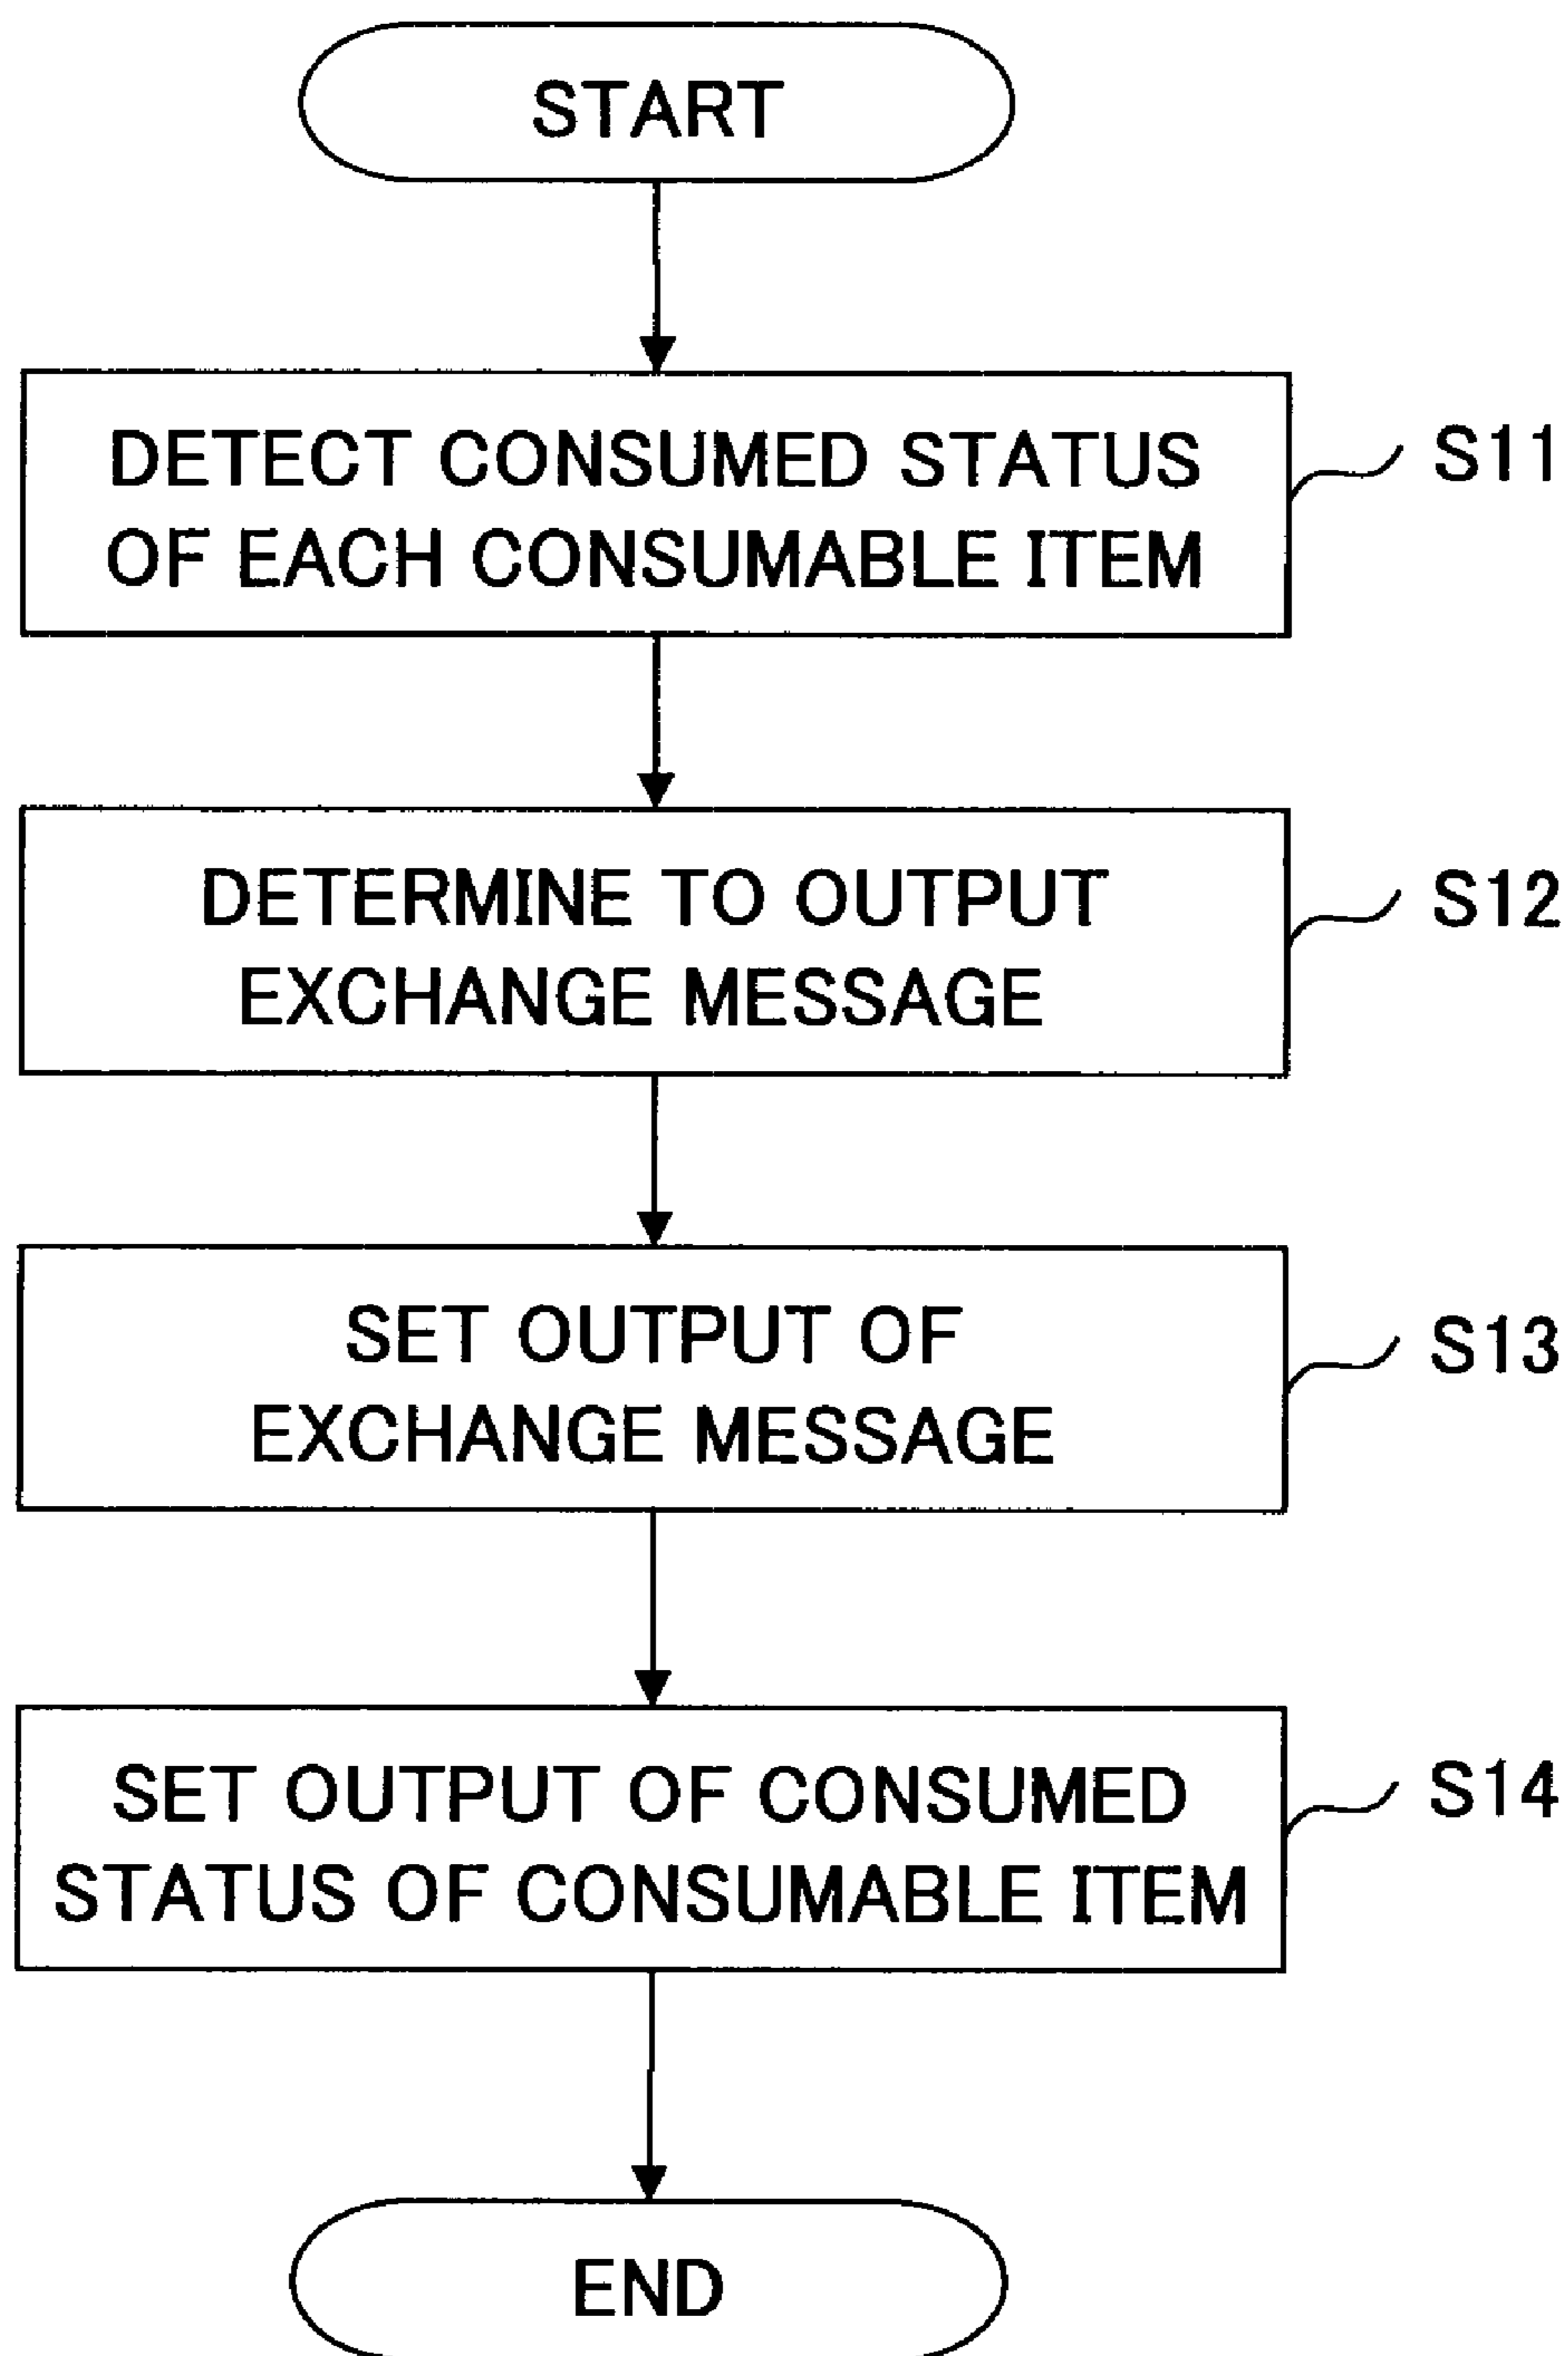 START
DETECT CONSUMED STATUS
OF EACH CONSUMABLE ITEM
S11
DETERMINE TO OUTPUT
EXCHANGE MESSAGE
S12
SET OUTPUT OF
EXCHANGE MESSAGE
S13
SET OUTPUT OF CONSUMED
STATUS OF CONSUMABLE ITEM
S14
END